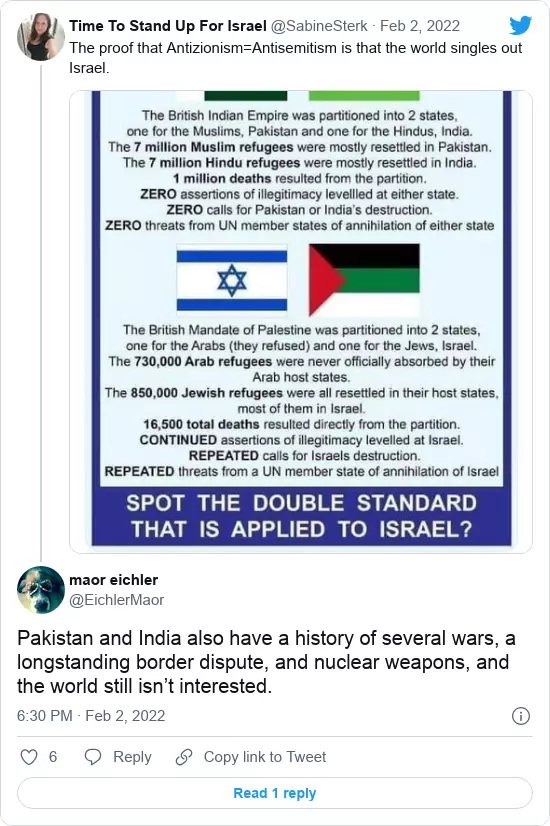 Time To Stand Up For Israel @SabineSterk · Feb 2, 2022
The proof that Antizionism=Antisemitism is that the world singles out
Israel.
The British Indian Empire was partitioned into 2 states,
one for the Muslims, Pakistan and one for the Hindus, India.
The 7 million Muslim refugees were mostly resettled in Pakistan.
The 7 million Hindu refugees were mostly resettled in India.
1 million deaths resulted from the partition.
ZERO assertions of illegitimacy levellled at either state.
ZERO calls for Pakistan or India's destruction.
ZERO threats from UN member states of annihilation of either state
The British Mandate of Palestine was partitioned into 2 states,
one for the Arabs (they refused) and one for the Jews, Israel.
The 730,000 Arab refugees were never officially absorbed by their
Arab host states.
The 850,000 Jewish refugees were all resettled in their host states,
most of them in Israel.
16,500 total deaths resulted directly from the partition.
CONTINUED assertions of illegitimacy levelled at Israel.
REPEATED calls for Israels destruction.
REPEATED threats from a UN member state of annihilation of Israel
SPOT THE DOUBLE STANDARD
THAT IS APPLIED TO ISRAEL?
maor eichler
@EichlerMaor
Pakistan and India also have a history of several wars, a
longstanding border dispute, and nuclear weapons, and
the world still isn't interested.
6:30 PM · Feb 2, 2022
6 Reply Copy link to Tweet
Read 1 reply